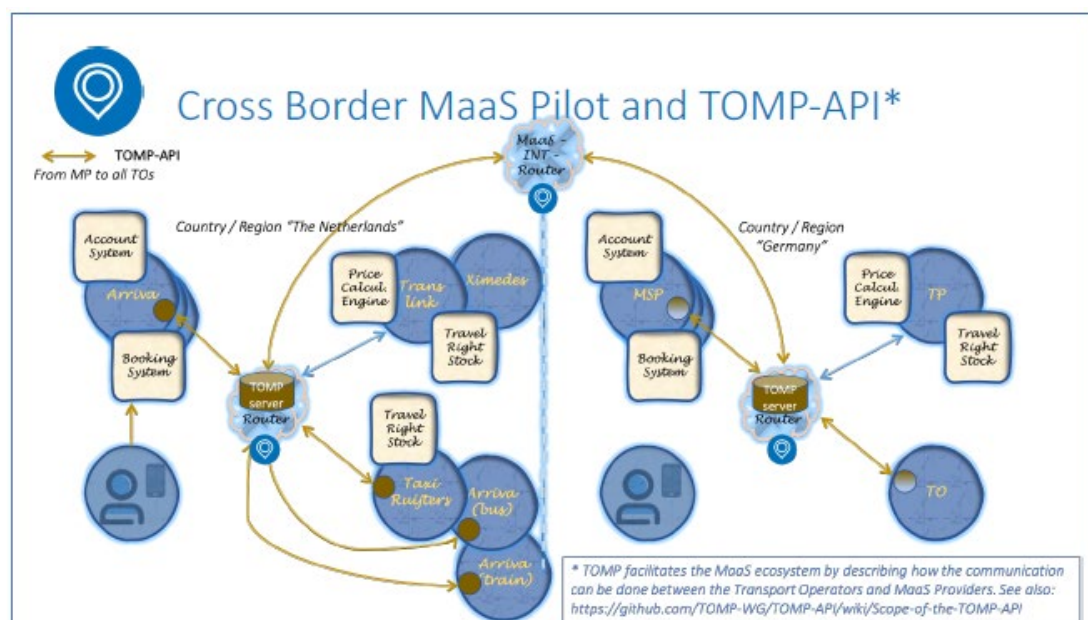 Cross Border MaaS Pilot and TOMP-API*
TOMP-API
From MP to all TOs
MaaS -
INT -
Router
Country / Region "The Netherlands"
Country / Region
"Germany"
Account
System
Arriva
Booking
System
Price
Calcul.
Engine
Trans
link
Ximedes
Travel
Right
Stock
TOMP
server
Router
Travel
Right
Stock
Taxi
Ruijters
Arriva
(bus)
Arriva
(train)
Account
System
MSP
Booking
System
Price
Calcul.
Engine
TP
Travel
Right
Stock
TOMP
server
Router
TO
* TOMP facilitates the MaaS ecosystem by describing how the communication
can be done between the Transport Operators and MaaS Providers. See also:
https://github.com/TOMP-WG/TOMP-API/wiki/Scope-of-the-TOMP-API